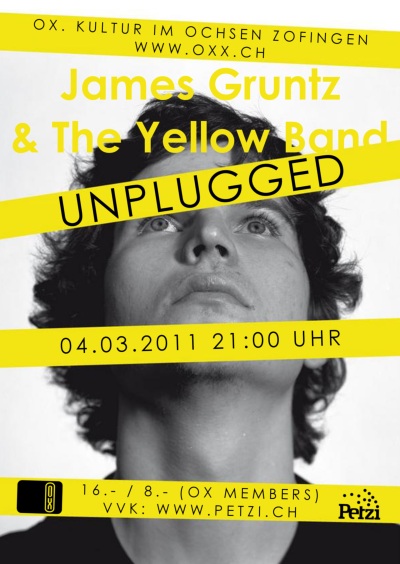 OX. KULTUR IM OCHSEN ZOFINGEN
WWW.OXX.CH
James Gruntz
& The Yellow Band
UNPLUGGED
04.03.2011 21:00 UHR
OX
16.- / 8.- (OX MEMBERS)
VVK: WWW.PETZI.CH
Petzi